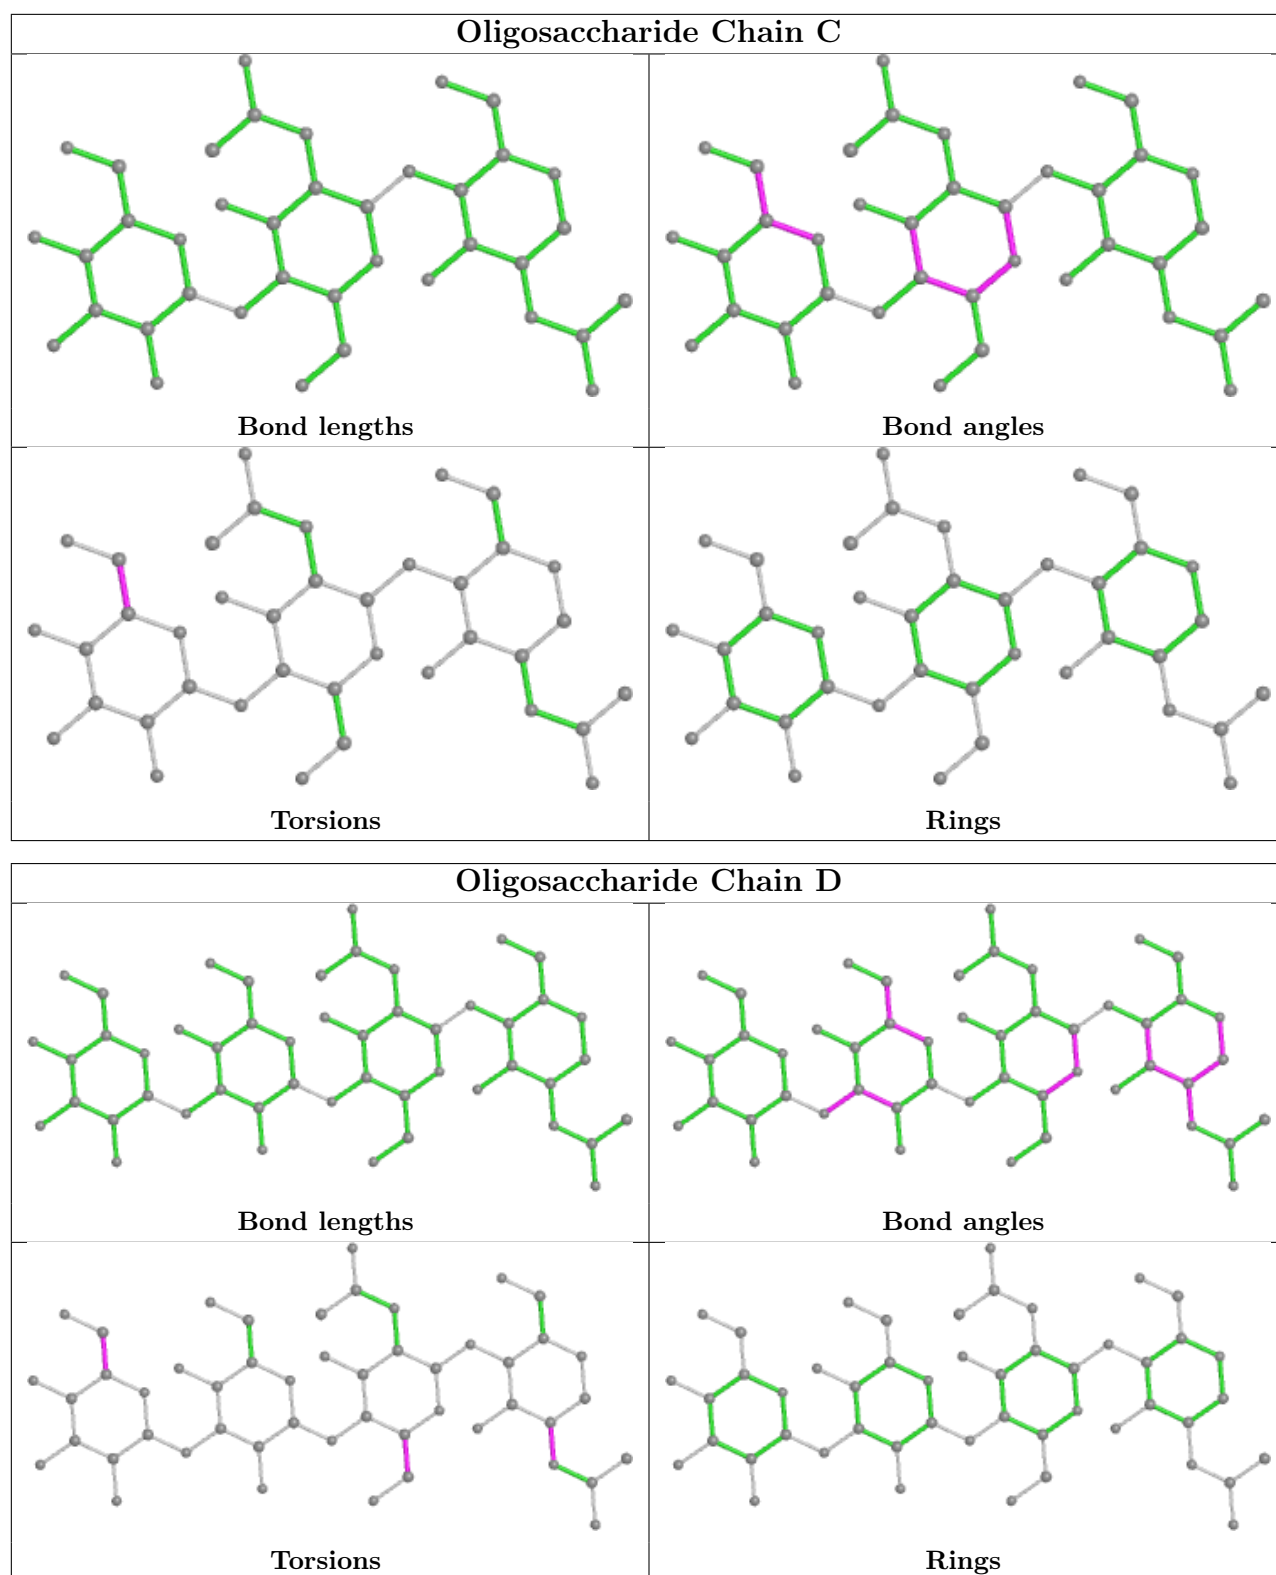 Oligosaccharide Chain C
Bond lengths
Bond angles
Torsions
Rings
Oligosaccharide Chain D
Bond lengths
Bond angles
Torsions
Rings